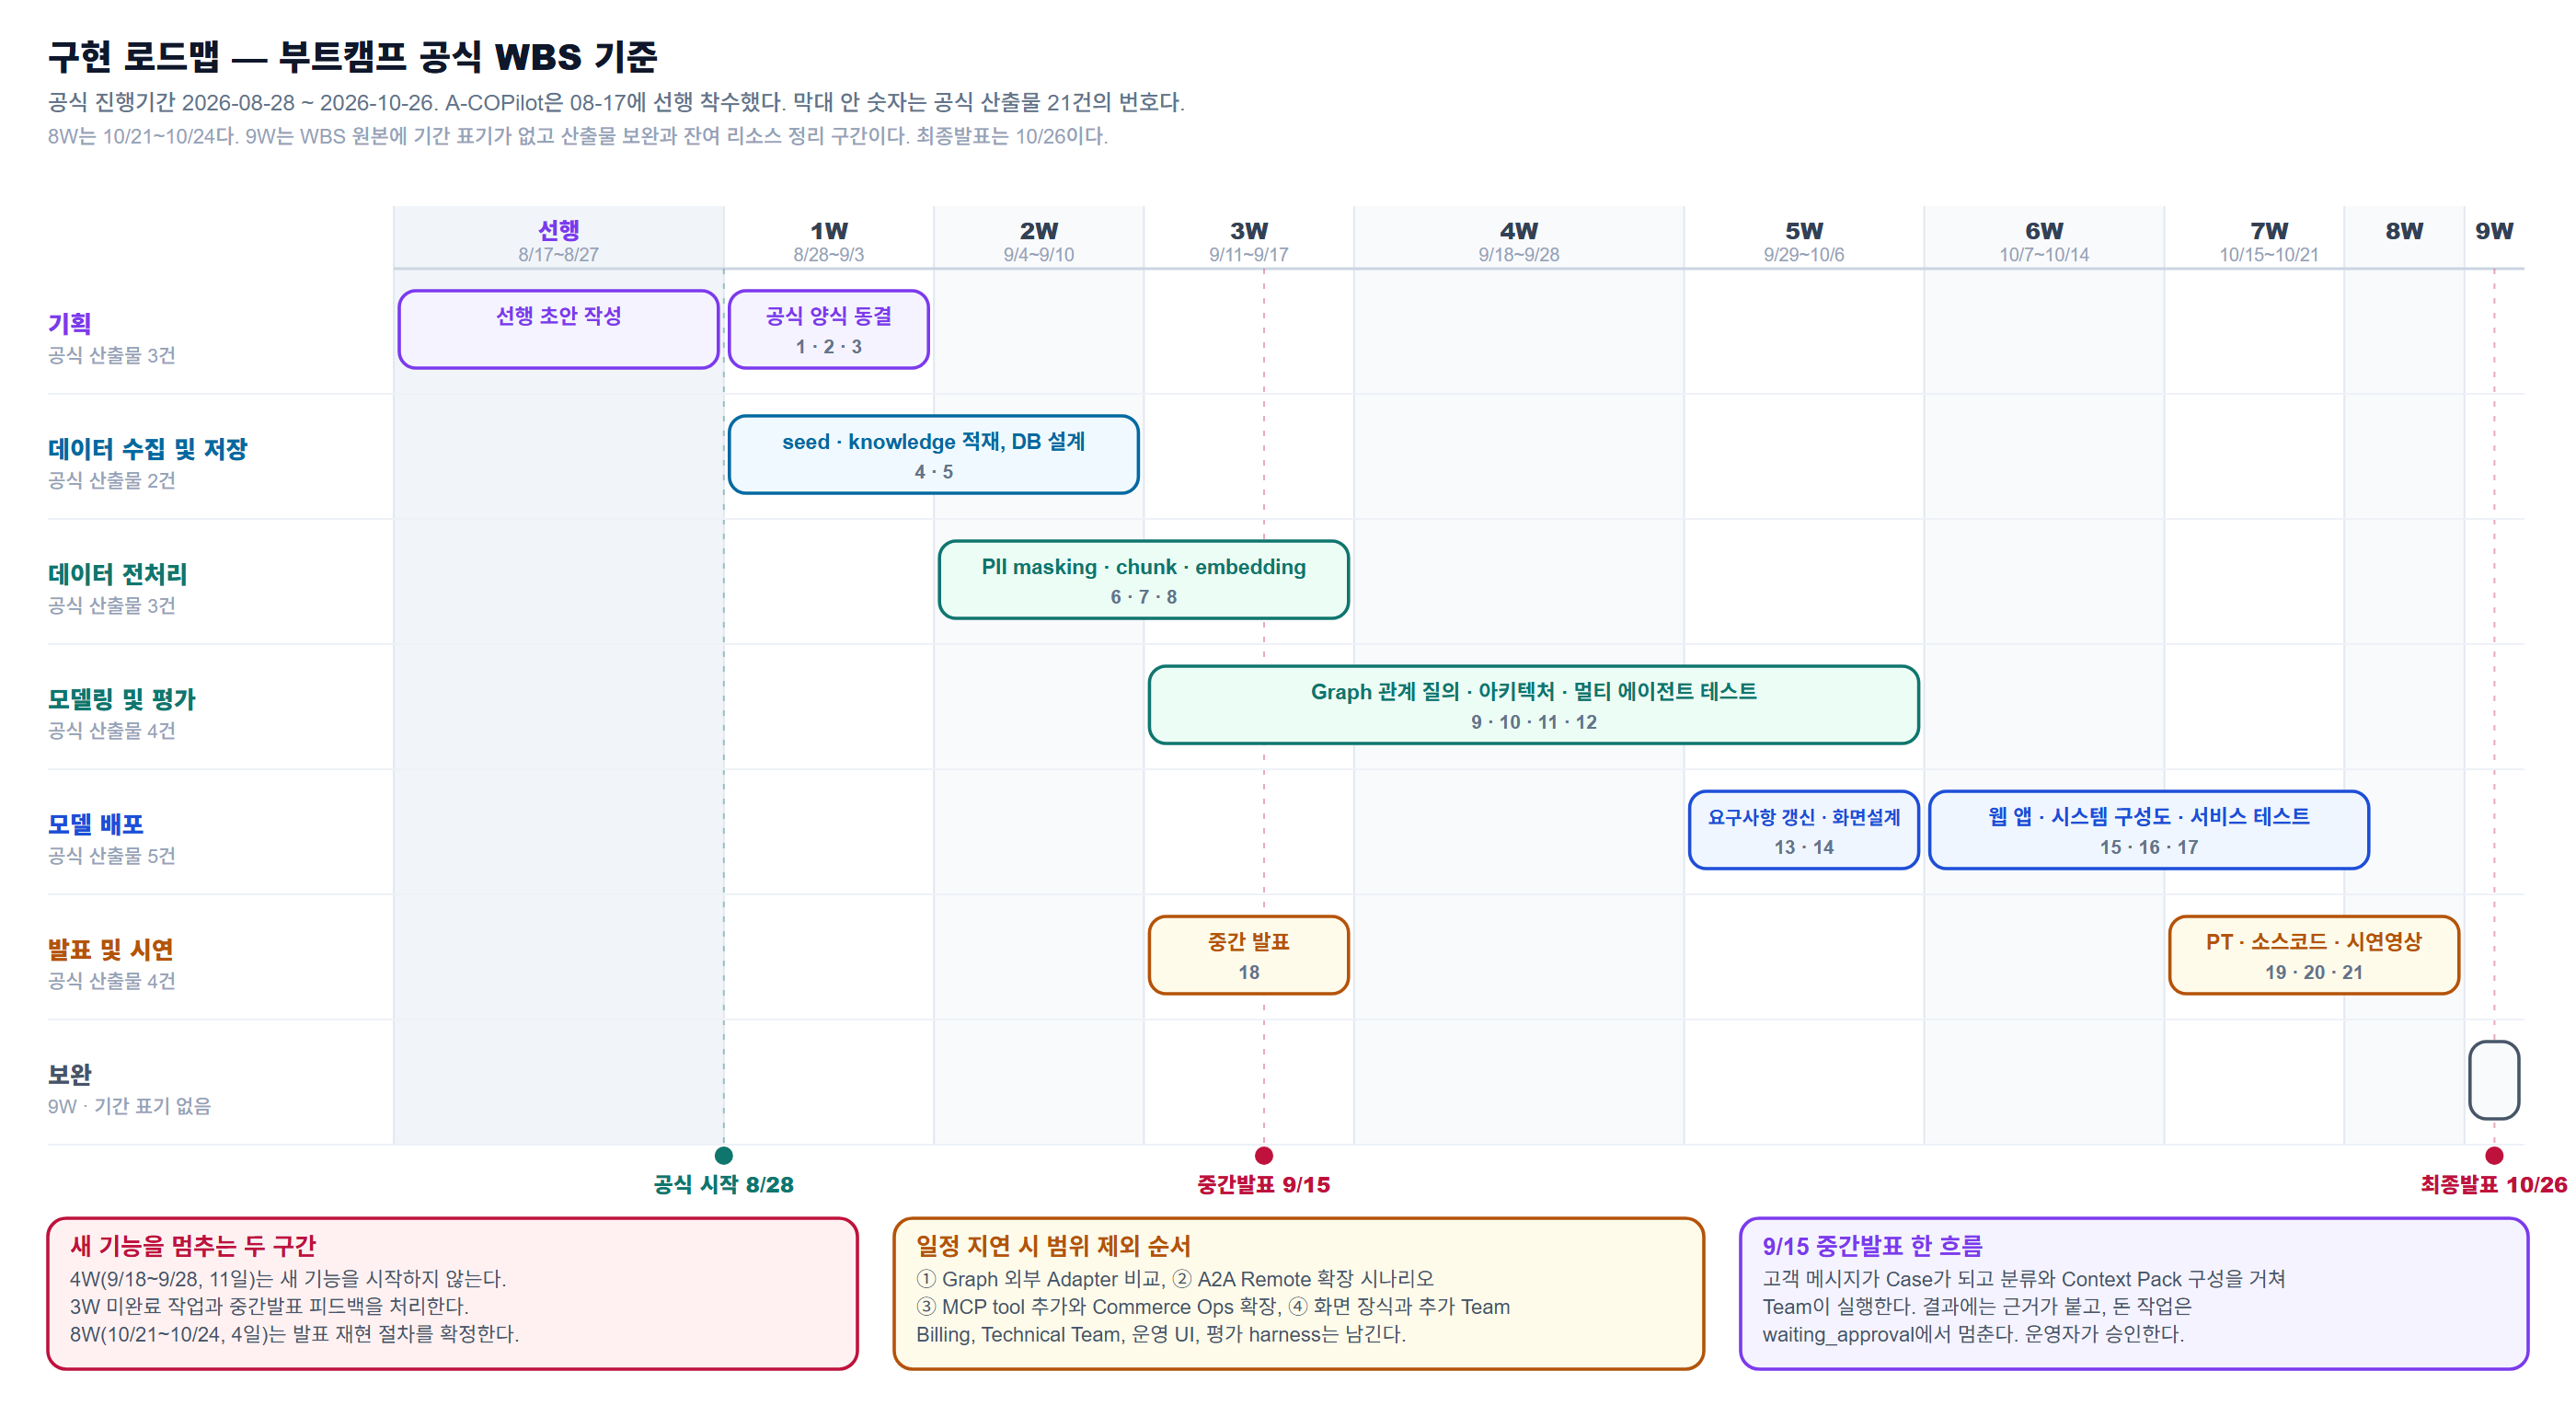 구현 로드맵 — 부트캠프 공식 WBS 기준
공식 진행기간 2026-08-28 ~ 2026-10-26. A-COPilot은 08-17에 선행 착수했다. 막대 안 숫자는 공식 산출물 21건의 번호다.
8W는 10/21~10/24다. 9W는 WBS 원본에 기간 표기가 없고 산출물 보완과 잔여 리소스 정리 구간이다. 최종발표는 10/26이다.
선행
8/17~8/27
1W
8/28~9/3
2W
9/4~9/10
3W
9/11~9/17
4W
9/18~9/28
5W
9/29~10/6
6W
10/7~10/14
7W
10/15~10/21
8W
9W
기획
공식 산출물 3건
선행 초안 작성
공식 양식 동결
1 · 2 · 3
데이터 수집 및 저장
공식 산출물 2건
seed · knowledge 적재, DB 설계
4 · 5
데이터 전처리
공식 산출물 3건
PII masking · chunk · embedding
6 · 7 · 8
모델링 및 평가
공식 산출물 4건
Graph 관계 질의 · 아키텍처 · 멀티 에이전트 테스트
9 · 10 · 11 · 12
모델 배포
공식 산출물 5건
요구사항 갱신 · 화면설계
13 · 14
웹 앱 · 시스템 구성도 · 서비스 테스트
15 · 16 · 17
발표 및 시연
공식 산출물 4건
중간 발표
18
PT · 소스코드 · 시연영상
19 · 20 · 21
보완
9W · 기간 표기 없음
공식 시작 8/28
중간발표 9/15
최종발표 10/26
새 기능을 멈추는 두 구간
4W(9/18~9/28, 11일)는 새 기능을 시작하지 않는다.
3W 미완료 작업과 중간발표 피드백을 처리한다.
8W(10/21~10/24, 4일)는 발표 재현 절차를 확정한다.
일정 지연 시 범위 제외 순서
① Graph 외부 Adapter 비교, ② A2A Remote 확장 시나리오
③ MCP tool 추가와 Commerce Ops 확장, ④ 화면 장식과 추가 Team
Billing, Technical Team, 운영 UI, 평가 harness는 남긴다.
9/15 중간발표 한 흐름
고객 메시지가 Case가 되고 분류와 Context Pack 구성을 거쳐
Team이 실행한다. 결과에는 근거가 붙고, 돈 작업은
waiting_approval에서 멈춘다. 운영자가 승인한다.